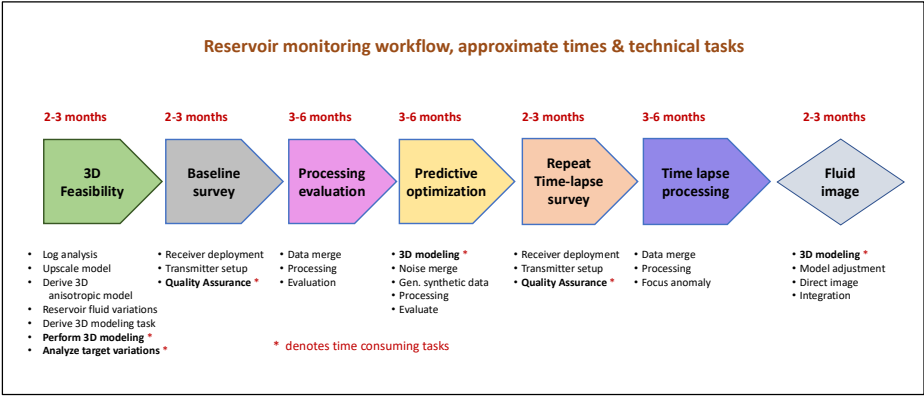 Reservoir monitoring workflow, approximate times & technical tasks
2-3 months
2-3 months
3-6 months
3-6 months
2-3 months
3-6 months
2-3 months
3D
Feasibility
Baseline
survey
Processing
evaluation
Predictive
optimization
Repeat
Time-lapse
survey
Time lapse
processing
Fluid
image
• Log analysis
• Upscale model
• Derive 3D
anisotropic model
• Reservoir fluid variations
• Derive 3D modeling task
• Perform 3D modeling *
• Analyze target variations *
• Receiver deployment
• Transmitter setup
• Quality Assurance *
• Data merge
• Processing
• Evaluation
• 3D modeling *
• Noise merge
• Gen. synthetic data
• Processing
• Evaluate
• Receiver deployment
• Transmitter setup
• Quality Assurance *
• Data merge
• Processing
• Focus anomaly
• 3D modeling *
• Model adjustment
• Direct image
• Integration
* denotes time consuming tasks